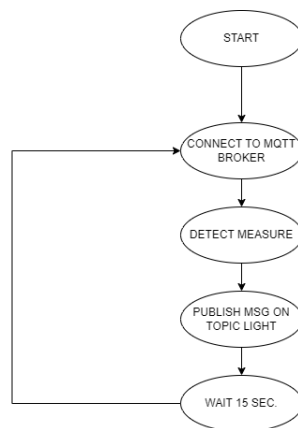 START
CONNECT TO MQTT
BROKER
DETECT MEASURE
PUBLISH MSG ON
TOPIC LIGHT
WAIT 15 SEC.